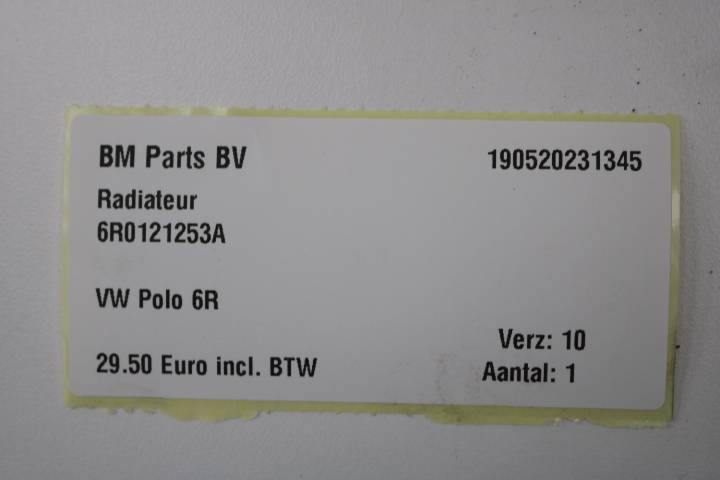 BM Parts BV 190520231345
Radiateur
6R0121253A
VW Polo 6R
Verz: 10
29.50 Euro incl. BTW Aantal: 1